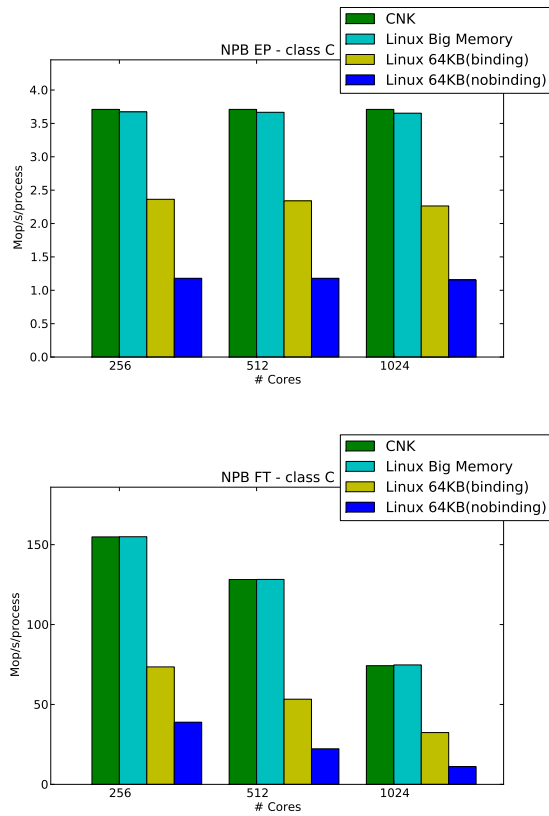 NPB EP - class C
CNK
Linux Big Memory
Linux 64KB(binding)
Linux 64KB(nobinding)
4.0
3.5
3.0
2.5
2.0
1.5
1.0
0.5
0.0
Mop/s/process
256
512
1024
# Cores
NPB FT - class C
CNK
Linux Big Memory
Linux 64KB(binding)
Linux 64KB(nobinding)
150
100
50
0
Mop/s/process
256
512
1024
# Cores